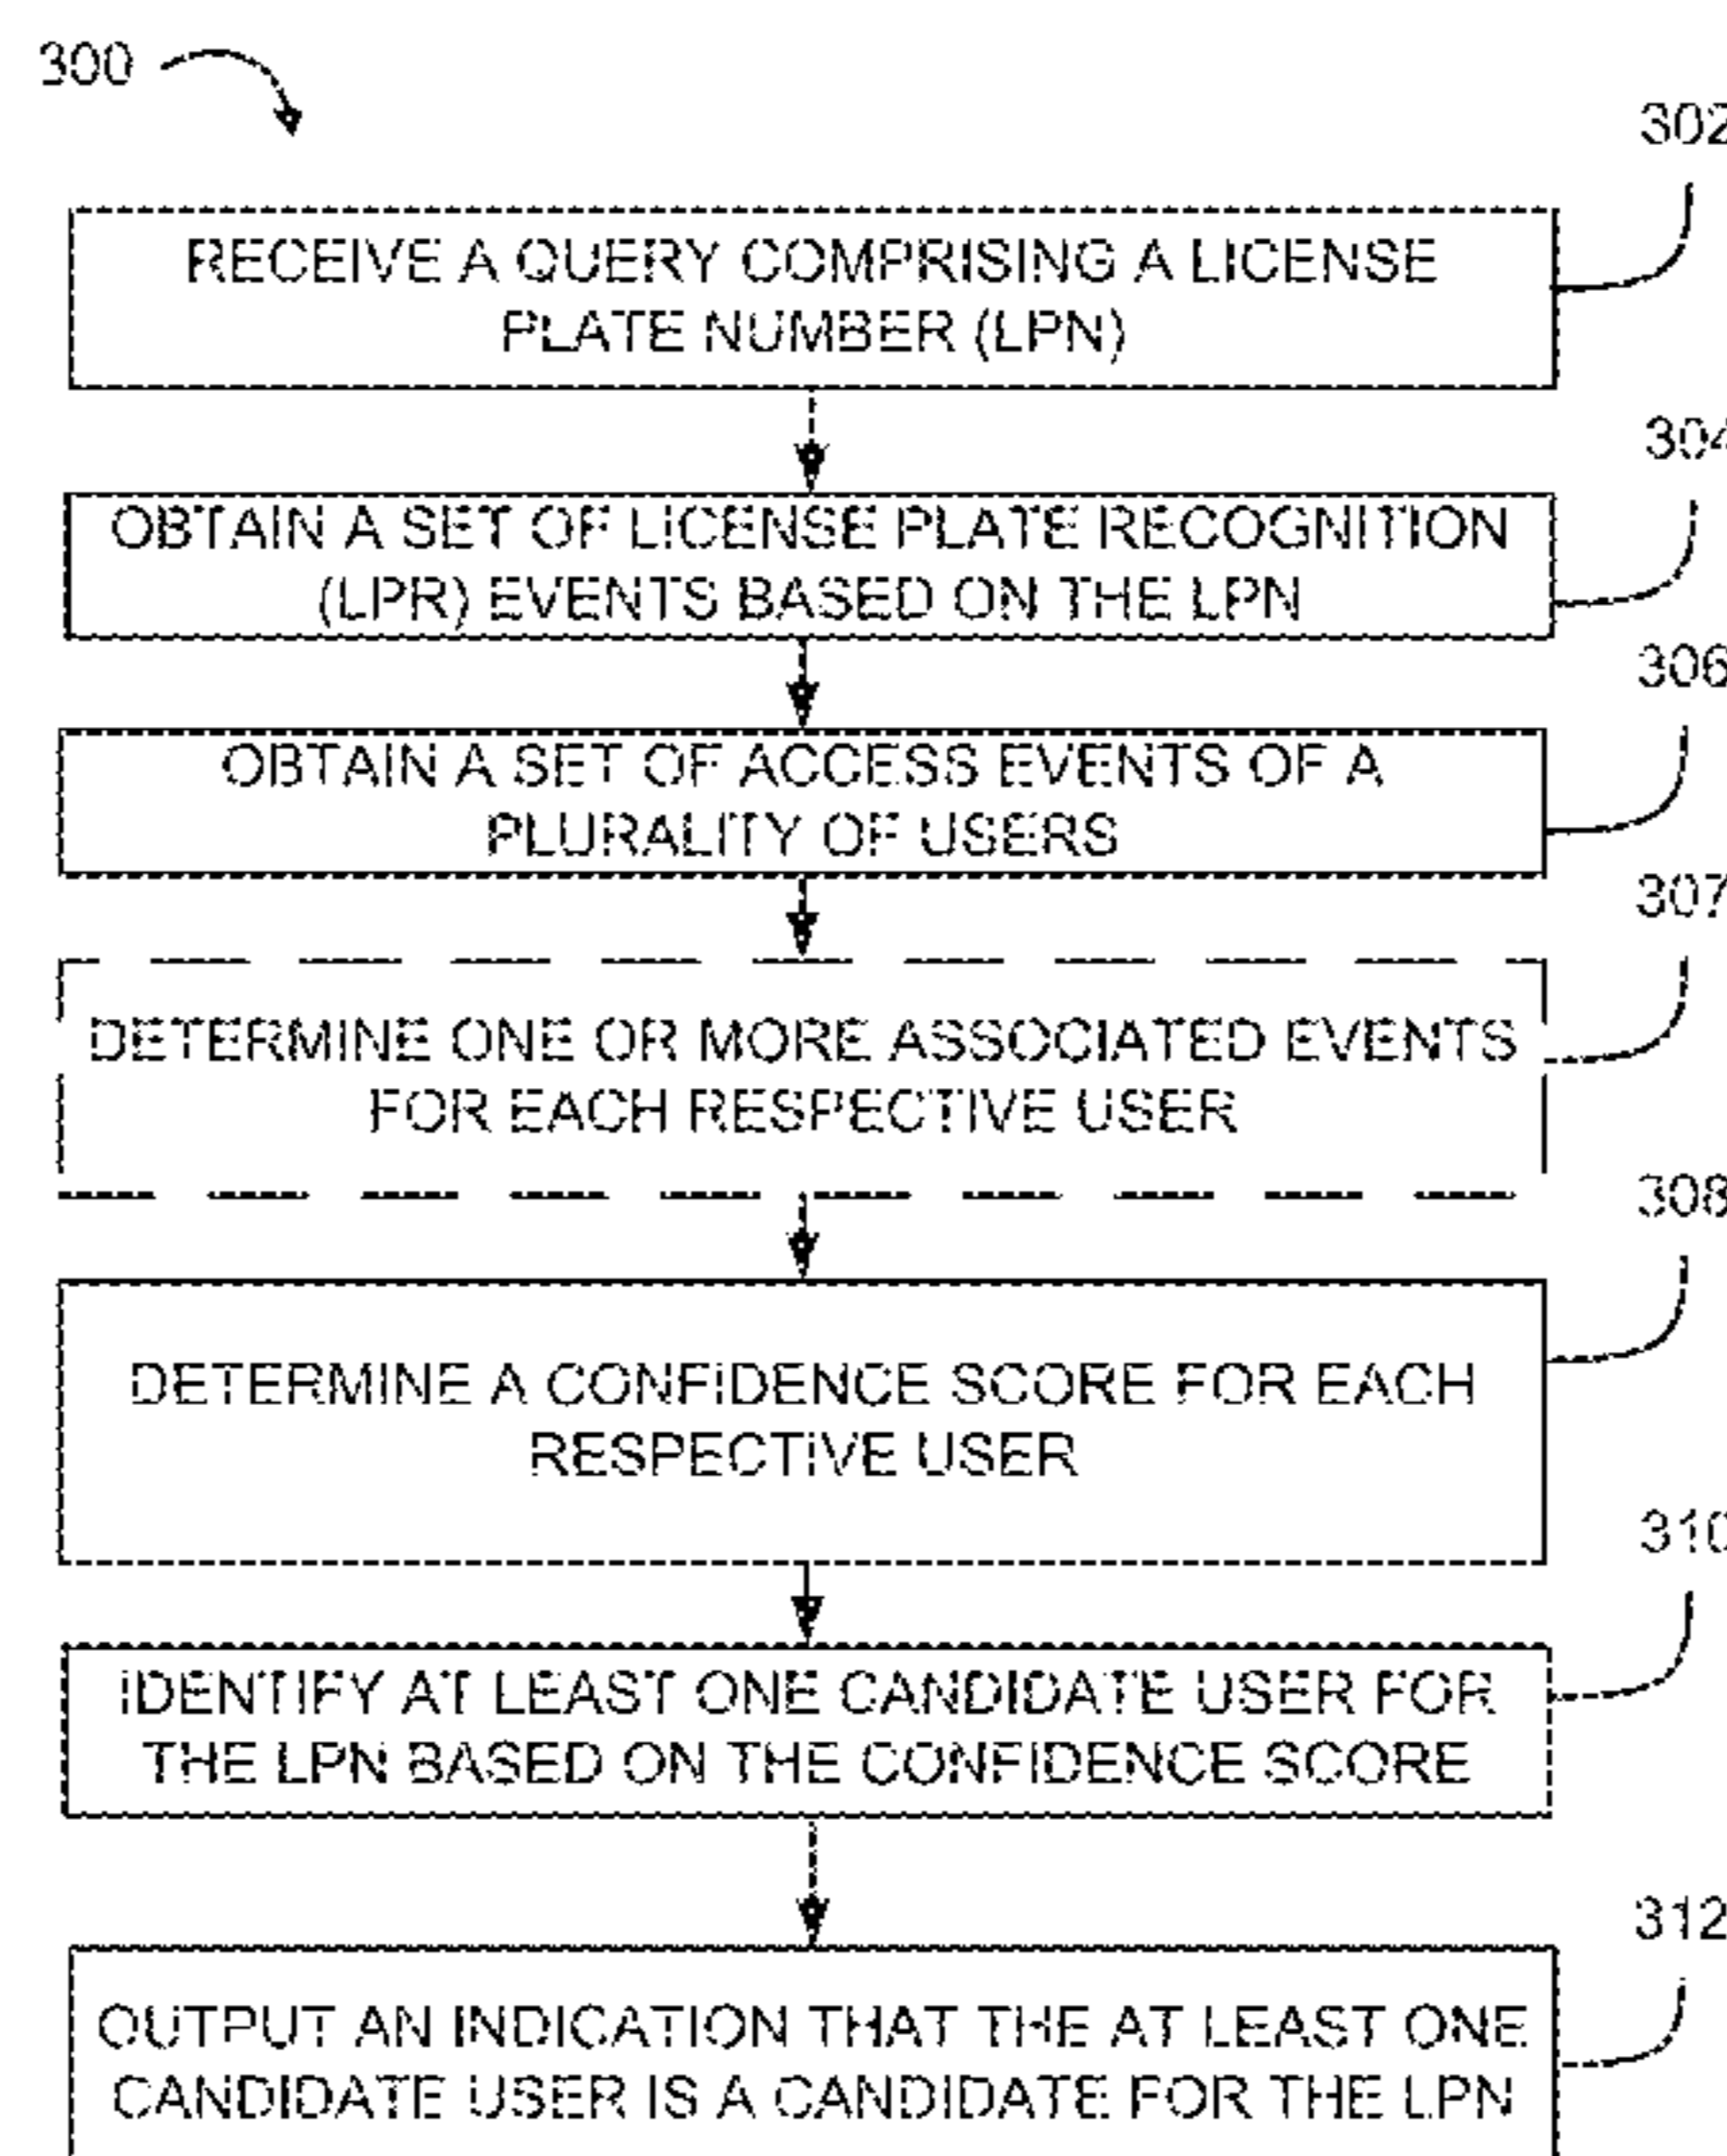 300
302
RECEIVE A QUERY COMPRISING A LICENSE
PLATE NUMBER (LPN)
304
OBTAIN A SET OF LICENSE PLATE RECOGNITION
(LPR) EVENTS BASED ON THE LPN
306
OBTAIN A SET OF ACCESS EVENTS OF A
PLURALITY OF USERS
307
DETERMINE ONE OR MORE ASSOCIATED EVENTS
FOR EACH RESPECTIVE USER
308
DETERMINE A CONFIDENCE SCORE FOR EACH
RESPECTIVE USER
310
IDENTIFY AT LEAST ONE CANDIDATE USER FOR
THE LPN BASED ON THE CONFIDENCE SCORE
312
OUTPUT AN INDICATION THAT THE AT LEAST ONE
CANDIDATE USER IS A CANDIDATE FOR THE LPN